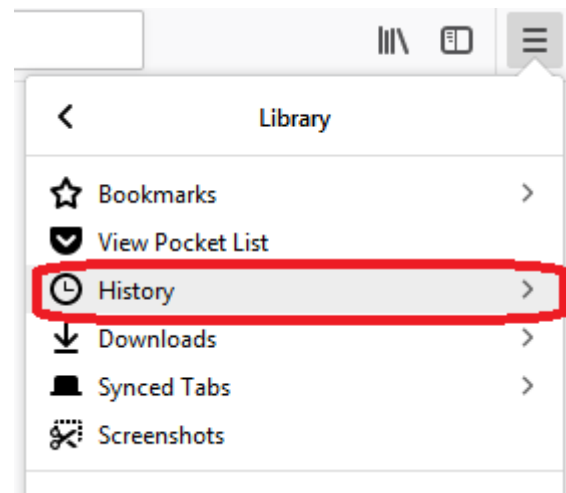 Library
Bookmarks
View Pocket List
History
Downloads
Synced Tabs
Screenshots